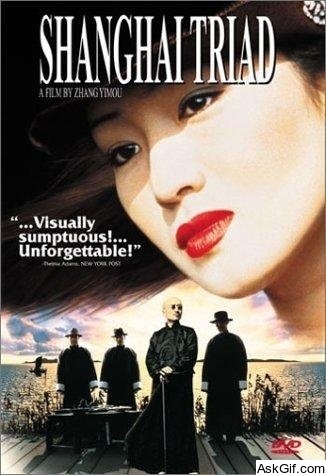 SHANGHAI TRIAD
A FILM BY ZHANG YIMOU
“...Visually
sumptuous!...
Unforgettable!”
-Thelma Adams, NEW YORK POST
DVD
AskGif.com